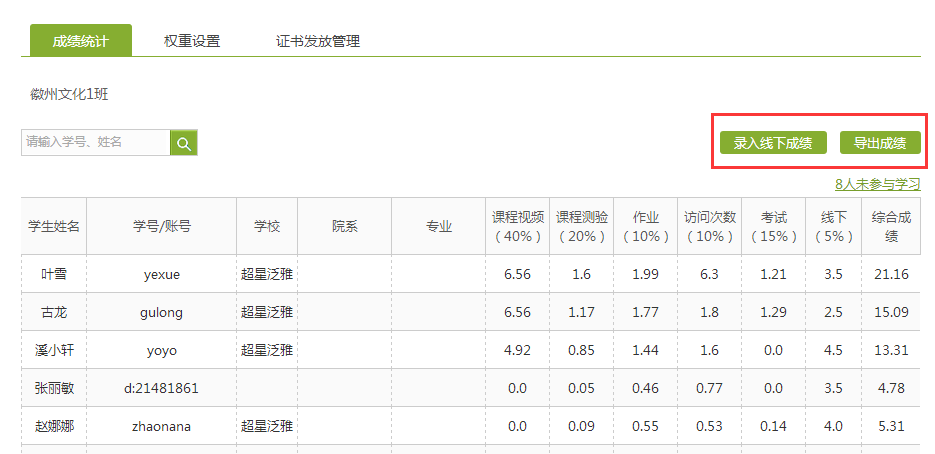 成绩统计 权重设置 证书发放管理
徽州文化1班
请输入学号、姓名
录入线下成绩 导出成绩
8人未参与学习
学生姓名 学号/账号 学校 院系 专业 课程视频（40%） 课程测验（20%） 作业（10%） 访问次数（10%） 考试（15%） 线下（5%） 综合成绩
叶雪 yexue 超星泛雅 6.56 1.6 1.99 6.3 1.21 3.5 21.16
古龙 gulong 超星泛雅 6.56 1.17 1.77 1.8 1.29 2.5 15.09
溪小轩 yoyo 超星泛雅 4.92 0.85 1.44 1.6 0.0 4.5 13.31
张丽敏 d:21481861 0.0 0.05 0.46 0.77 0.0 3.5 4.78
赵娜娜 zhaonana 超星泛雅 0.0 0.09 0.55 0.53 0.14 4.0 5.31